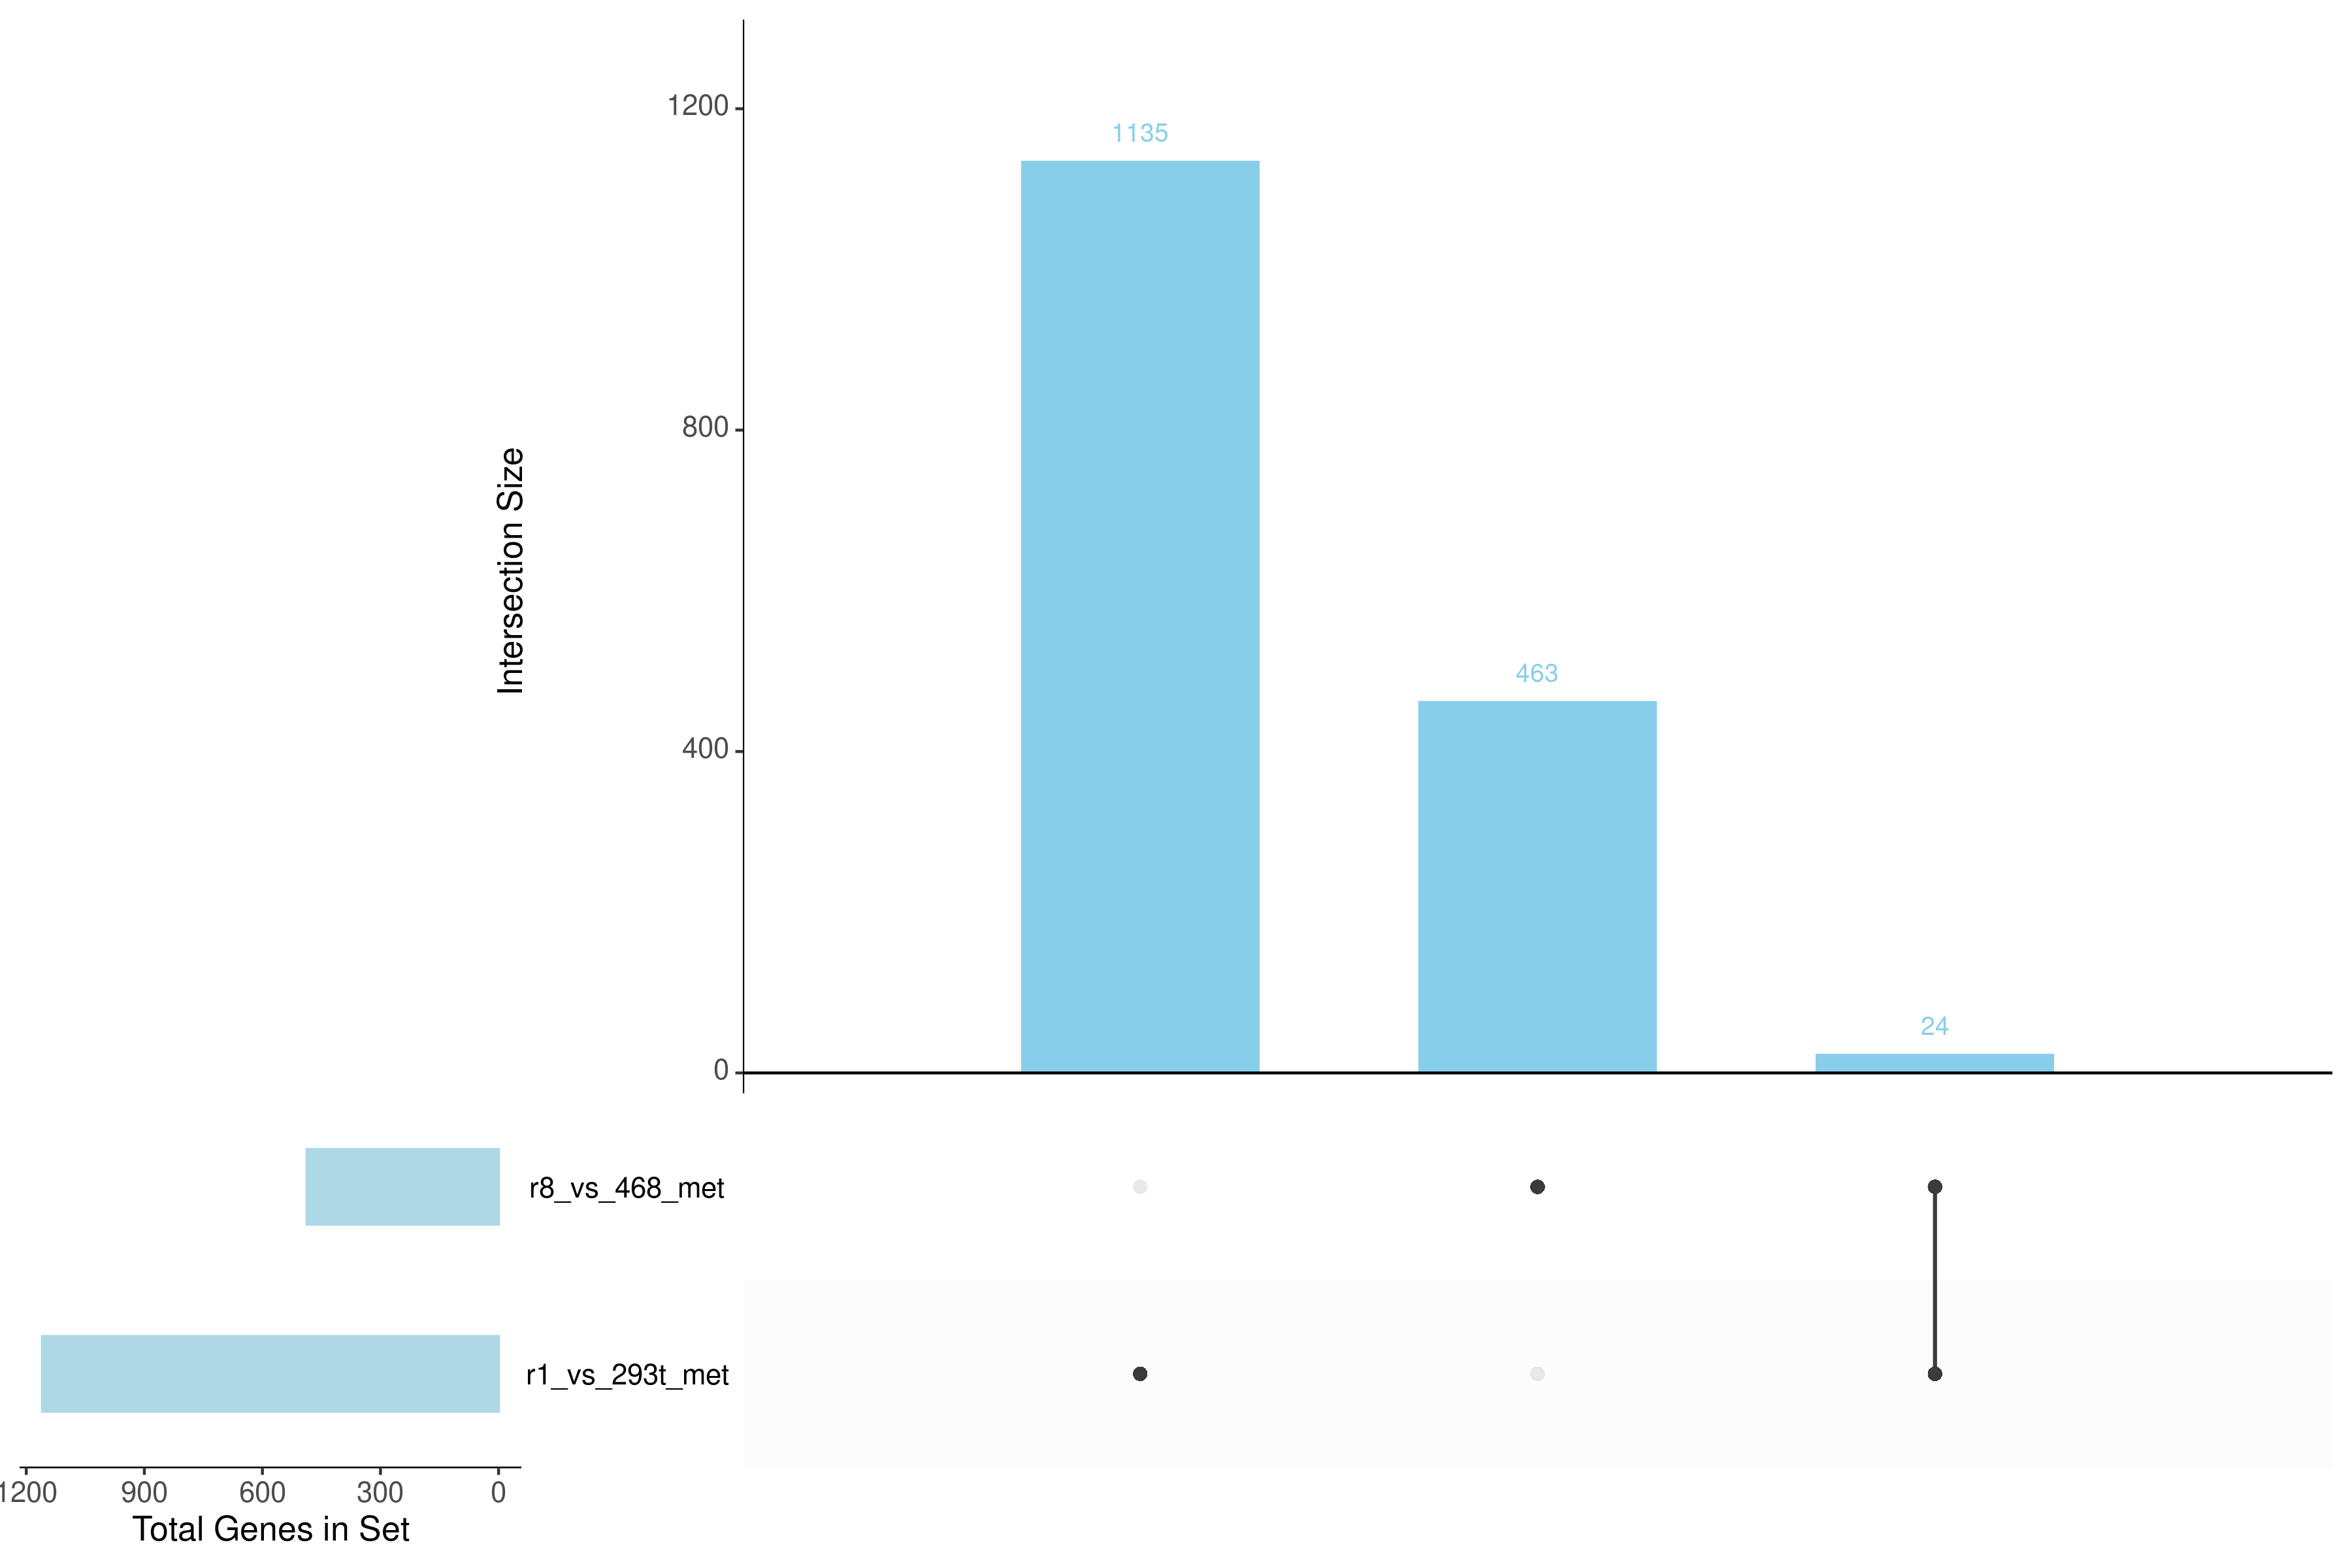 1200
1135
800
Intersection Size
463
400
24
0
r8_vs_468_met
r1_vs_293t_met
1200 900 600 300 0
Total Genes in Set